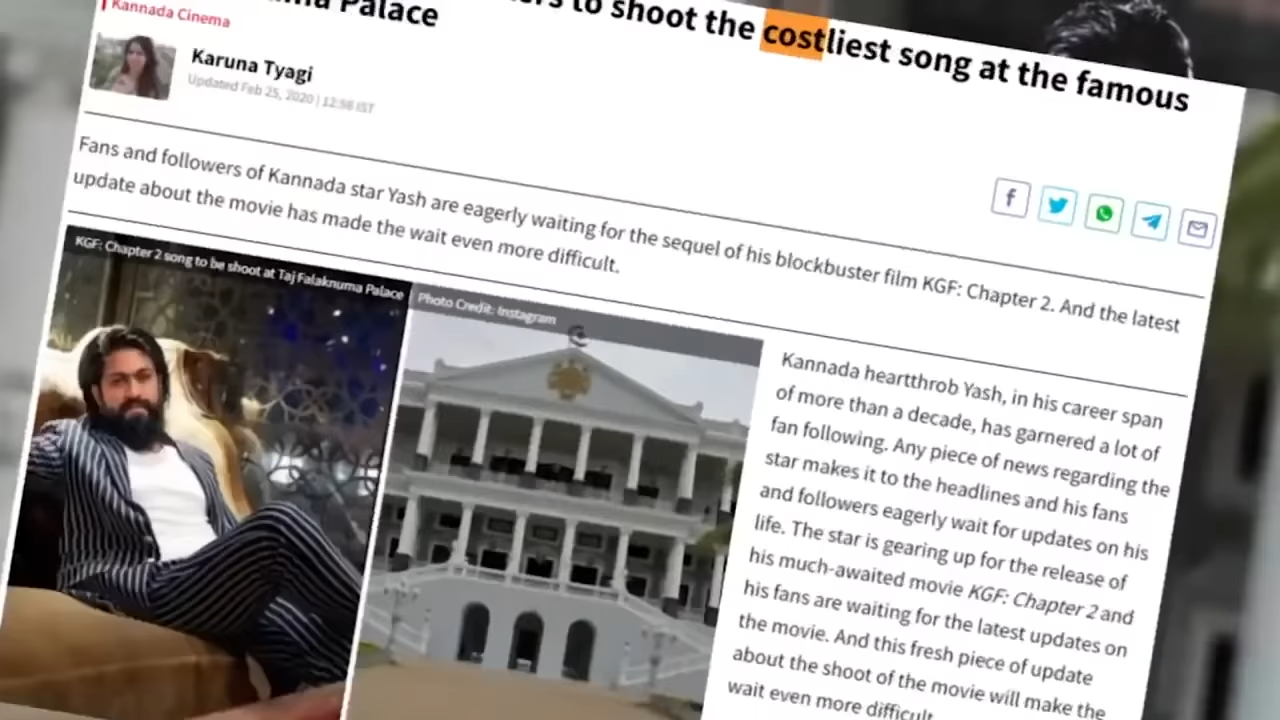 Kannada Cinema
to shoot the costliest song at the famous
Palace
Karuna Tyagi
Updated Feb 25, 2020 | 12:58 IST
Fans and followers of Kannada star Yash are eagerly waiting for the sequel of his blockbuster film KGF: Chapter 2. And the latest
update about the movie has made the wait even more difficult.
KGF: Chapter 2 song to be shoot at Taj Falaknuma Palace
Photo Credit: Instagram
Kannada heartthrob Yash, in his career span
of more than a decade, has garnered a lot of
fan following. Any piece of news regarding the
star makes it to the headlines and his fans
and followers eagerly wait for updates on his
life. The star is gearing up for the release of
his much-awaited movie KGF: Chapter 2 and
his fans are waiting for the latest updates on
the movie. And this fresh piece of update
about the shoot of the movie will make the
wait even more difficult.